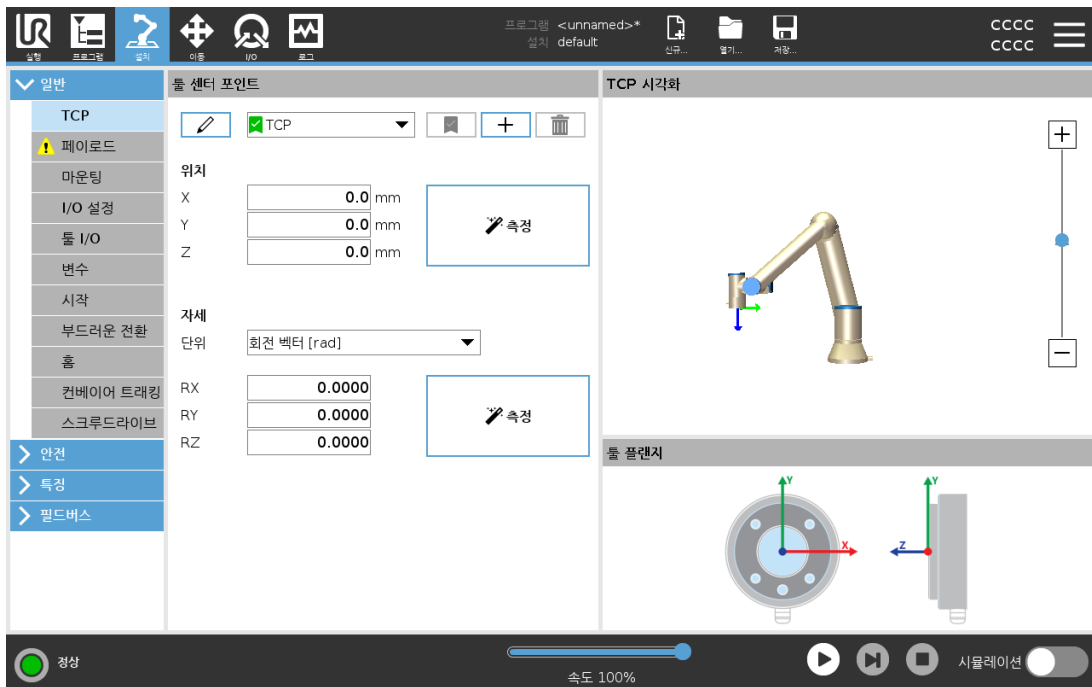 프로그램 <unnamed>*
설치 default
CCCC
CCCC
실행 프로그램 설치 이동 I/O 로그 신규... 열기... 저장...
일반
TCP
페이로드
마운팅
I/O 설정
툴 I/O
변수
시작
부드러운 전환
홈
컨베이어 트래킹
스크루드라이브
안전
특징
필드버스
툴 센터 포인트
TCP
위치
X 0.0 mm
Y 0.0 mm
Z 0.0 mm
측정
자세
단위 회전 벡터 [rad]
RX 0.0000
RY 0.0000
RZ 0.0000
측정
TCP 시각화
툴 플랜지
Y
X
Y
Z
정상
속도 100%
시뮬레이션